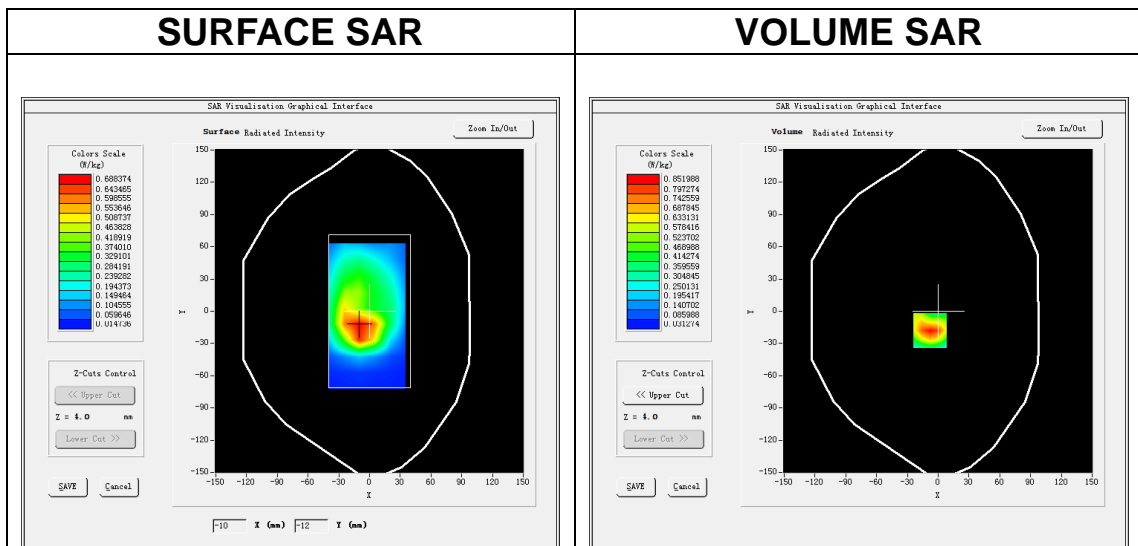 SURFACE SAR
VOLUME SAR
SAR Visualisation Graphical Interface
Surface Radiated Intensity
Zoom In/Out
Colors Scale
(W/kg)
0.688374
0.643465
0.598555
0.553646
0.508737
0.463828
0.418919
0.374010
0.329101
0.284191
0.239282
0.194373
0.149464
0.104555
0.059646
0.014736
150
120
90
60
30
0
-30
-60
-90
-120
-150
Y
-150 -120 -90 -60 -30 0 30 60 90 120 150
X
Z-Cuts Control
<< Upper Cut
Z = 4.0 mm
Lower Cut >>
SAVE Cancel
-10 X (mm) -12 Y (mm)
SAR Visualisation Graphical Interface
Volume Radiated Intensity
Zoom In/Out
Colors Scale
(W/kg)
0.851988
0.797274
0.742559
0.687845
0.633131
0.578416
0.523702
0.468988
0.414274
0.359559
0.304845
0.250131
0.195417
0.140702
0.085988
0.031274
150
120
90
60
30
0
-30
-60
-90
-120
-150
Y
-150 -120 -90 -60 -30 0 30 60 90 120 150
X
Z-Cuts Control
<< Upper Cut
Z = 4.0 mm
Lower Cut >>
SAVE Cancel